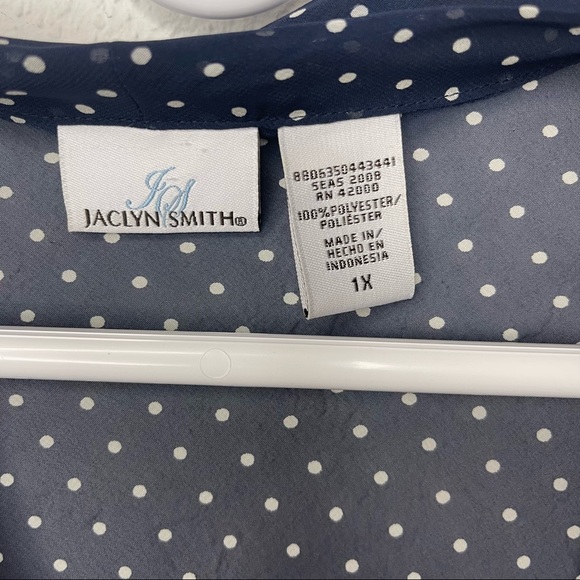 JS
JACLYN SMITH®
8806350443441
SEAS 2008
RN 42000
100%POLYESTER/
POLIÉSTER
MADE IN/
HECHO EN
INDONESIA
1X